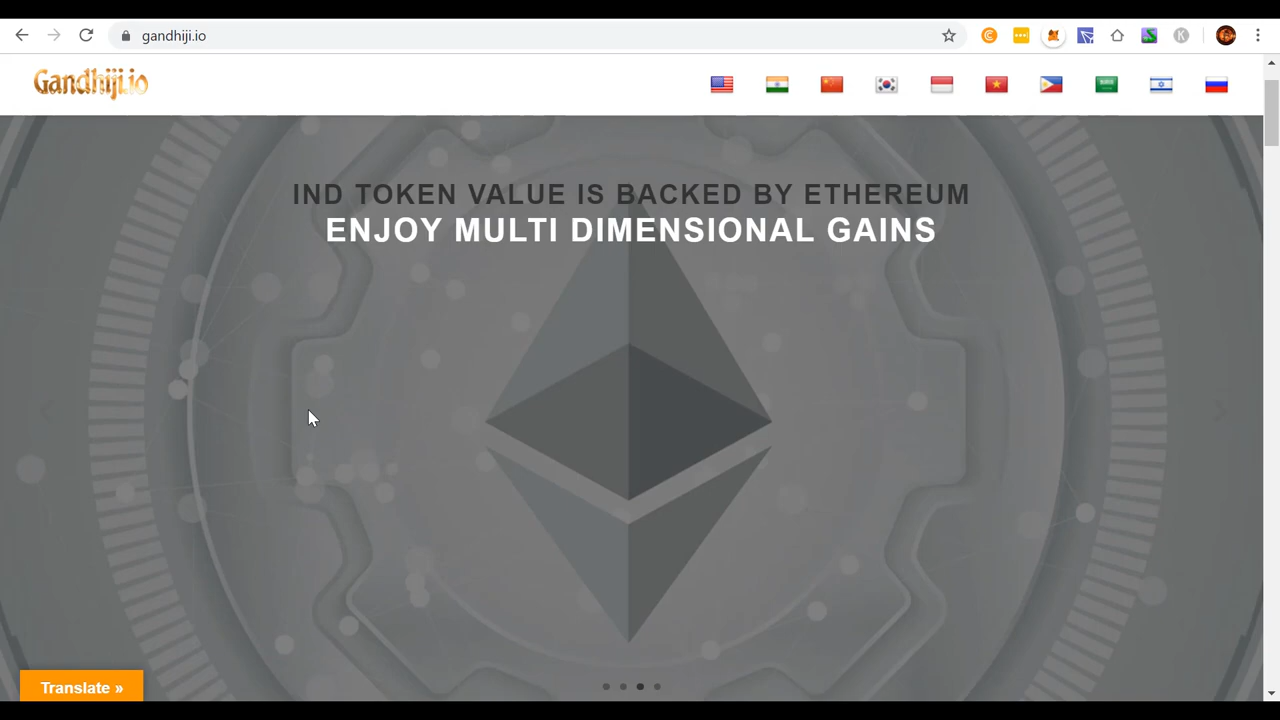 gandhiji.io
Gandhiji.io
IND TOKEN VALUE IS BACKED BY ETHEREUM
ENJOY MULTI DIMENSIONAL GAINS
Translate »